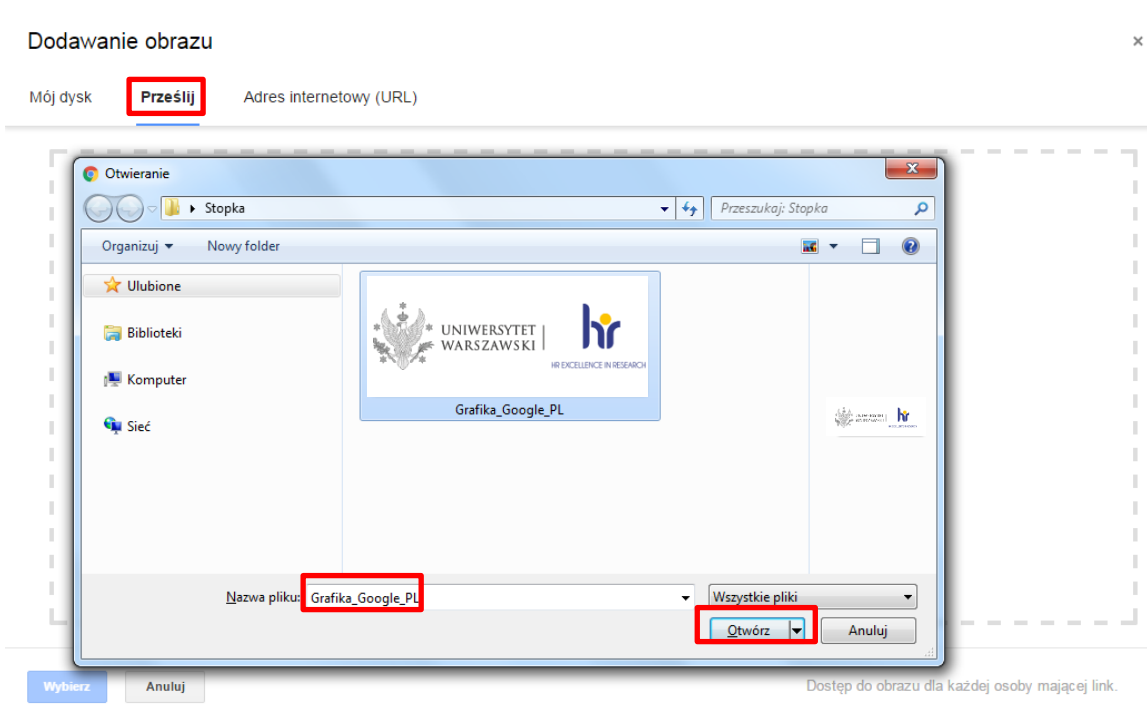 Dodawanie obrazu
×
Mój dysk Prześlij Adres internetowy (URL)
Otwieranie
Stopka
Przeszukaj: Stopka
Organizuj Nowy folder
Ulubione
Biblioteki
Komputer
Sieć
UNIWERSYTET
WARSZAWSKI
hr
HR EXCELLENCE IN RESEARCH
Grafika_Google_PL
Nazwa pliku: Grafika_Google_PL
Wszystkie pliki
Otwórz Anuluj
Wybierz Anuluj
Dostęp do obrazu dla każdej osoby mającej link.